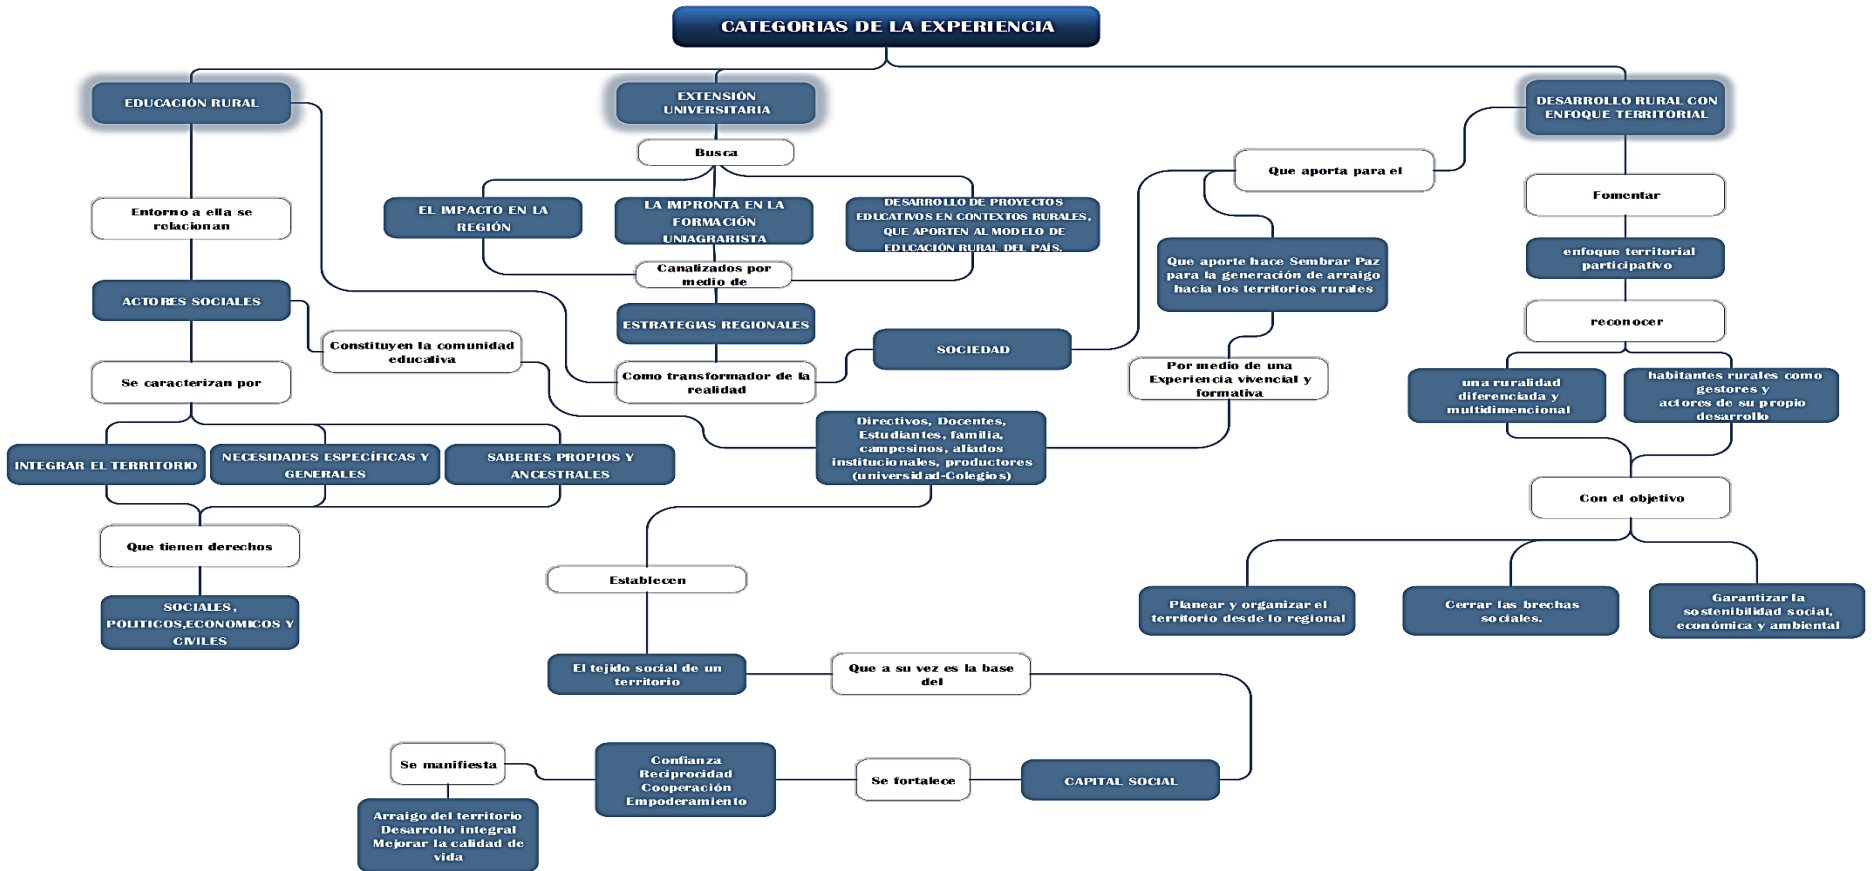 CATEGORIAS DE LA EXPERIENCIA
EDUCACIÓN RURAL
EXTENSIÓN
UNIVERSITARIA
DESARROLLO RURAL CON
ENFOQUE TERRITORIAL
Busca
Que aporta para el
Fomentar
Entorno a ella se
relacionan
EL IMPACTO EN LA
REGIÓN
LA IMPRONTA EN LA
FORMACIÓN
UNIAGRARISTA
DESARROLLO DE PROYECTOS
EDUCATIVOS EN CONTEXTOS RURALES,
QUE APORTEN AL MODELO DE
EDUCACIÓN RURAL DEL PAÍS.
Que aporte hace Sembrar Paz
para la generación de arraigo
hacia los territorios rurales
enfoque territorial
participativo
Canalizados por
medio de
ACTORES SOCIALES
ESTRATEGIAS REGIONALES
reconocer
Constituyen la comunidad
educativa
SOCIEDAD
Se caracterizan por
Como transformador de la
realidad
Por medio de una
Experiencia vivencial y
formativa
una ruralidad
diferenciada y
multidimencional
habitantes rurales como
gestores y
actores de su propio
desarrollo
Directivos, Docentes,
Estudiantes, familia,
campesinos, aliados
institucionales, productores
(universidad-Colegios)
INTEGRAR EL TERRITORIO
NECESIDADES ESPECÍFICAS Y
GENERALES
SABERES PROPIOS Y
ANCESTRALES
Con el objetivo
Que tienen derechos
Establecen
SOCIALES,
POLITICOS,ECONOMICOS Y
CIVILES
Planear y organizar el
territorio desde lo regional
Cerrar las brechas
sociales.
Garantizar la
sostenibilidad social,
económica y ambiental
El tejido social de un
territorio
Que a su vez es la base
del
Se manifiesta
Confianza
Reciprocidad
Cooperación
Empoderamiento
Se fortalece
CAPITAL SOCIAL
Arraigo del territorio
Desarrollo integral
Mejorar la calidad de
vida